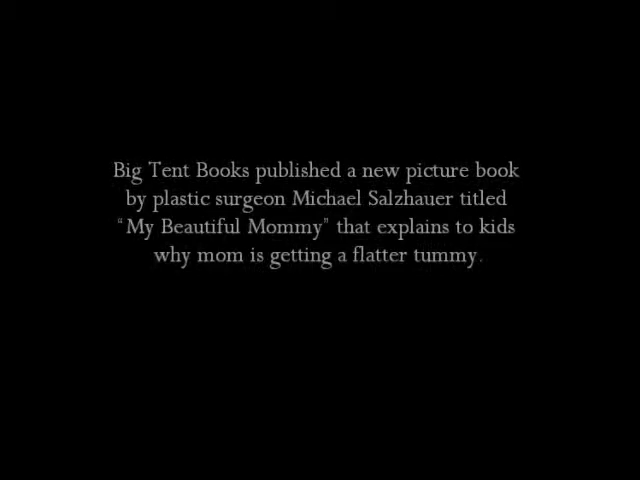 Big Tent Books published a new picture book
by plastic surgeon Michael Salzhauer titled
“My Beautiful Mommy” that explains to kids
why mom is getting a flatter tummy.